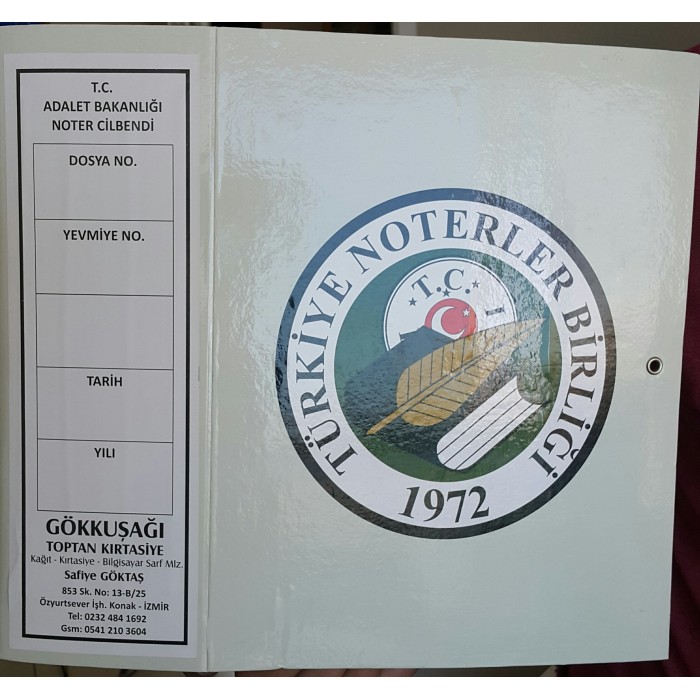 T.C.
ADALET BAKANLIĞI
NOTER CİLBENDİ
DOSYA NO.
YEVMİYE NO.
TARİH
YILI
GÖKKUŞAĞI
TOPTAN KIRTASİYE
Kağıt - Kırtasiye - Bilgisayar Sarf Mlz.
Safiye GÖKTAŞ
853 Sk. No: 13-B/25
Özyurtsever İşh. Konak - İZMİR
Tel: 0232 484 1692
Gsm: 0541 210 3604
TÜRKİYE NOTERLER BİRLİĞİ
T.C.
1972